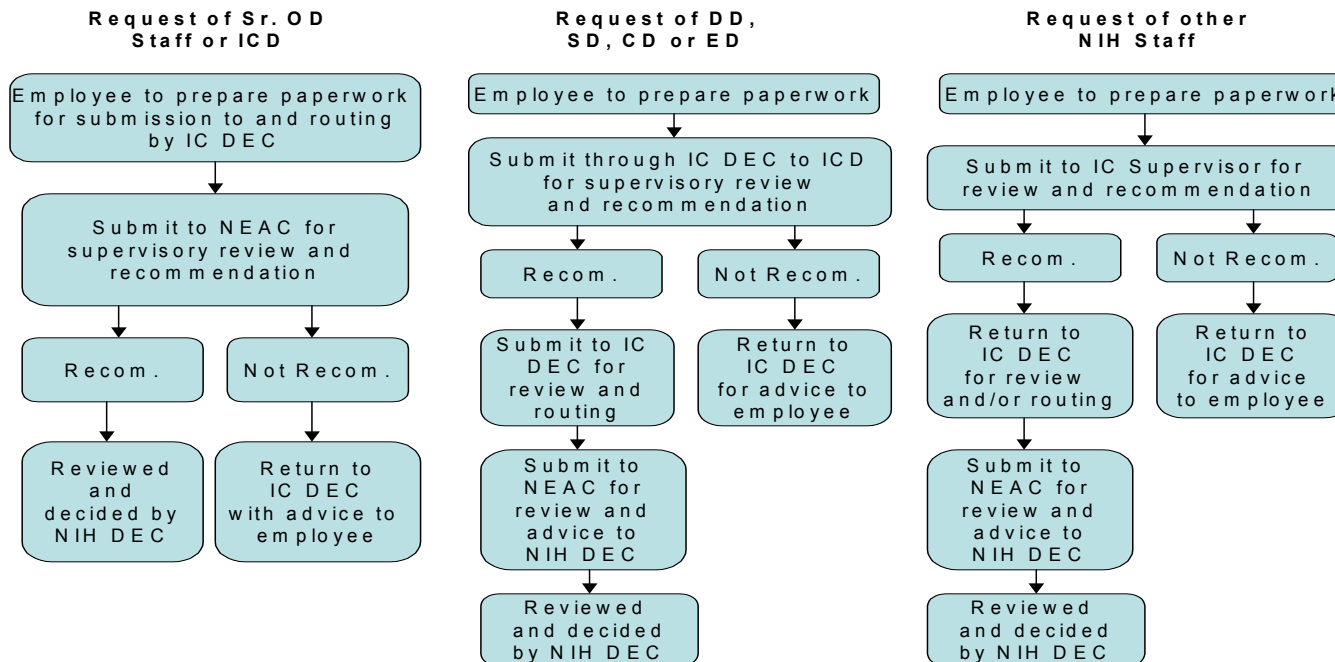 Request of Sr. OD
Staff or ICD
Employee to prepare paperwork
for submission to and routing
by IC DEC
Submit to NEAC for
supervisory review and
recommendation
Recom.
Not Recom.
Reviewed
and
decided by
NIH DEC
Return to
IC DEC
with advice to
employee
Request of DD,
SD, CD or ED
Employee to prepare paperwork
Submit through IC DEC to ICD
for supervisory review
and recommendation
Recom.
Not Recom.
Submit to IC
DEC for
review and
routing
Return to
IC DEC
for advice to
employee
Submit to
NEAC for
review and
advice to
NIH DEC
Reviewed
and decided
by NIH DEC
Request of other
NIH Staff
Employee to prepare paperwork
Submit to IC Supervisor for
review and recommendation
Recom.
Not Recom.
Return to
IC DEC
for review
and/or routing
Return to
IC DEC
for advice
to employee
Submit to
NEAC for
review and
advice to
NIH DEC
Reviewed
and decided
by NIH DEC